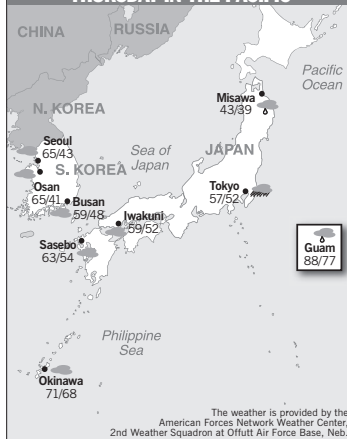 THURSDAY IN THE PACIFIC
CHINA
RUSSIA
Pacific
Ocean
N. KOREA
Misawa
43/39
Seoul
65/43
Sea of
Japan
JAPAN
S. KOREA
Osan
65/41
Busan
59/48
Tokyo
57/52
Iwakuni
59/52
Sasebo
63/54
Guam
88/77
Philippine
Sea
Okinawa
71/68
The weather is provided by the
American Forces Network Weather Center,
2nd Weather Squadron at Offutt Air Force Base, Neb.